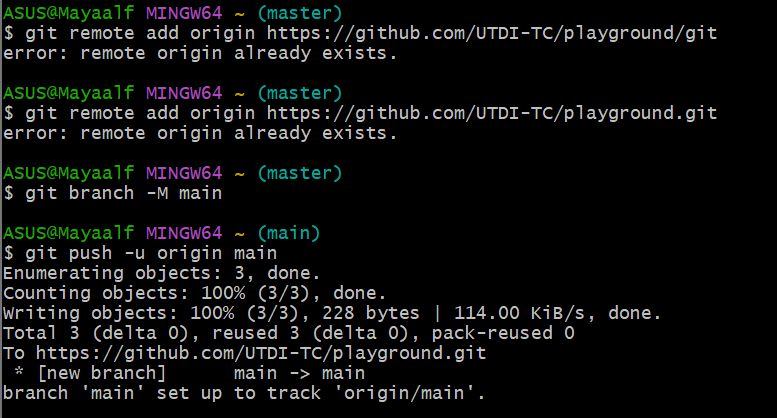 ASUS@Mayaalf MINGW64 ~ (master)
$ git remote add origin https://github.com/UTDI-TC/playground/git
error: remote origin already exists.
ASUS@Mayaalf MINGW64 ~ (master)
$ git remote add origin https://github.com/UTDI-TC/playground.git
error: remote origin already exists.
ASUS@Mayaalf MINGW64 ~ (master)
$ git branch -M main
ASUS@Mayaalf MINGW64 ~ (main)
$ git push -u origin main
Enumerating objects: 3, done.
Counting objects: 100% (3/3), done.
Writing objects: 100% (3/3), 228 bytes | 114.00 KiB/s, done.
Total 3 (delta 0), reused 3 (delta 0), pack-reused 0
To https://github.com/UTDI-TC/playground.git
 * [new branch]      main -> main
branch 'main' set up to track 'origin/main'.